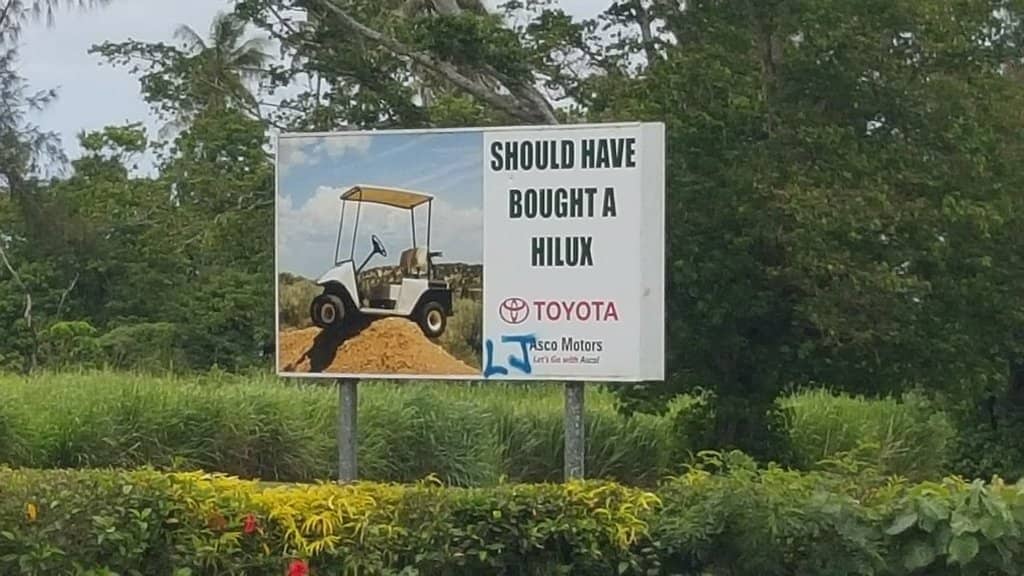 SHOULD HAVE
BOUGHT A
HILUX
TOYOTA
LJ
Asco Motors
Let's Go with Asco!